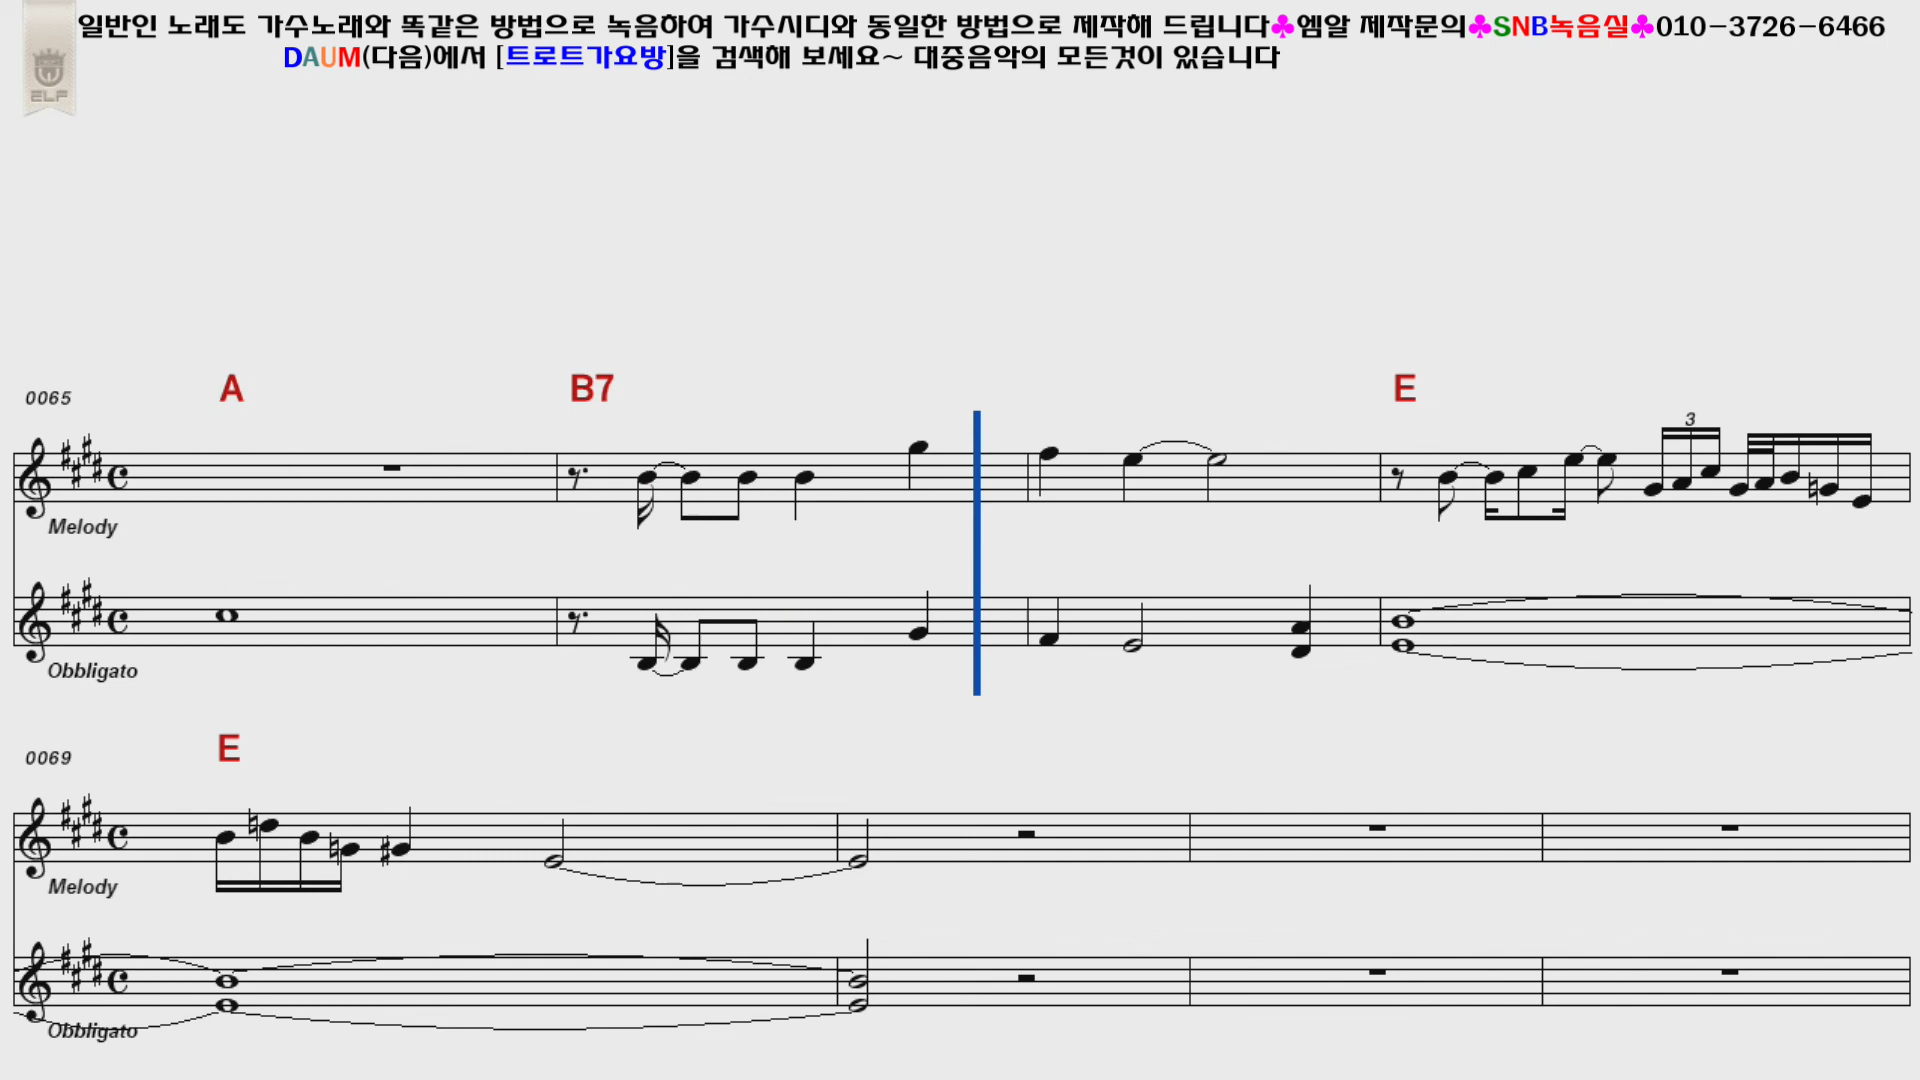 일반인 노래도 가수노래와 똑같은 방법으로 녹음하여 가수시디와 동일한 방법으로 제작해 드립니다♣엠알 제작문의♣SNB녹음실♣010-3726-6466
DAUM(다음)에서 [트로트가요방]을 검색해 보세요~ 대중음악의 모든것이 있습니다
ELF
0065 A B7 E
3
Melody
Obbligato
0069 E
Melody
Obbligato